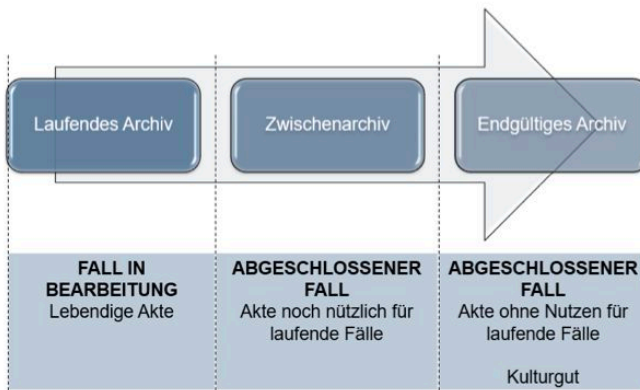 Laufendes Archiv
Zwischenarchiv
Endgültiges Archiv
FALL IN
BEARBEITUNG
Lebendige Akte
ABGESCHLOSSENER
FALL
Akte noch nützlich für
laufende Fälle
ABGESCHLOSSENER
FALL
Akte ohne Nutzen für
laufende Fälle
Kulturgut